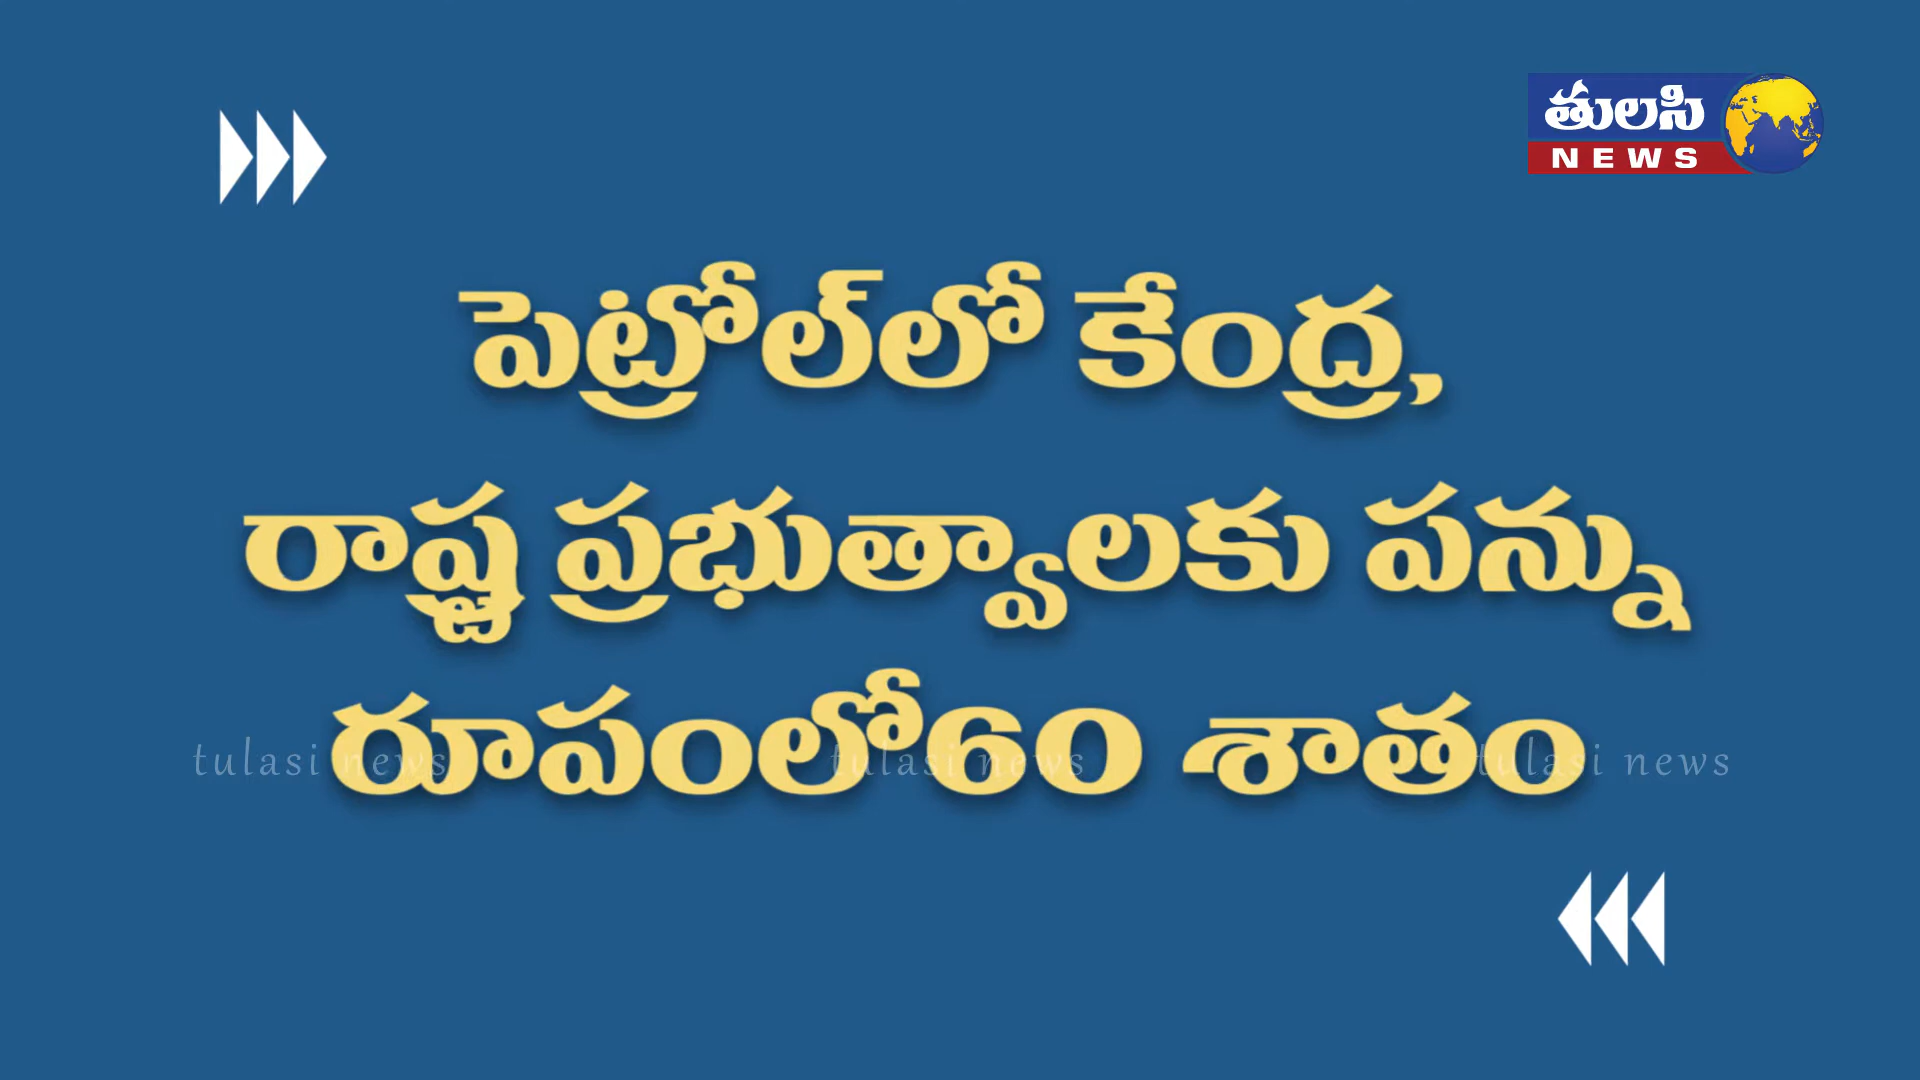 తులసి
NEWS
పెట్రోల్‌లో కేంద్ర,
రాష్ట్ర ప్రభుత్వాలకు పన్ను
రూపంలో60 శాతం
tulasi news tulasi news tulasi news